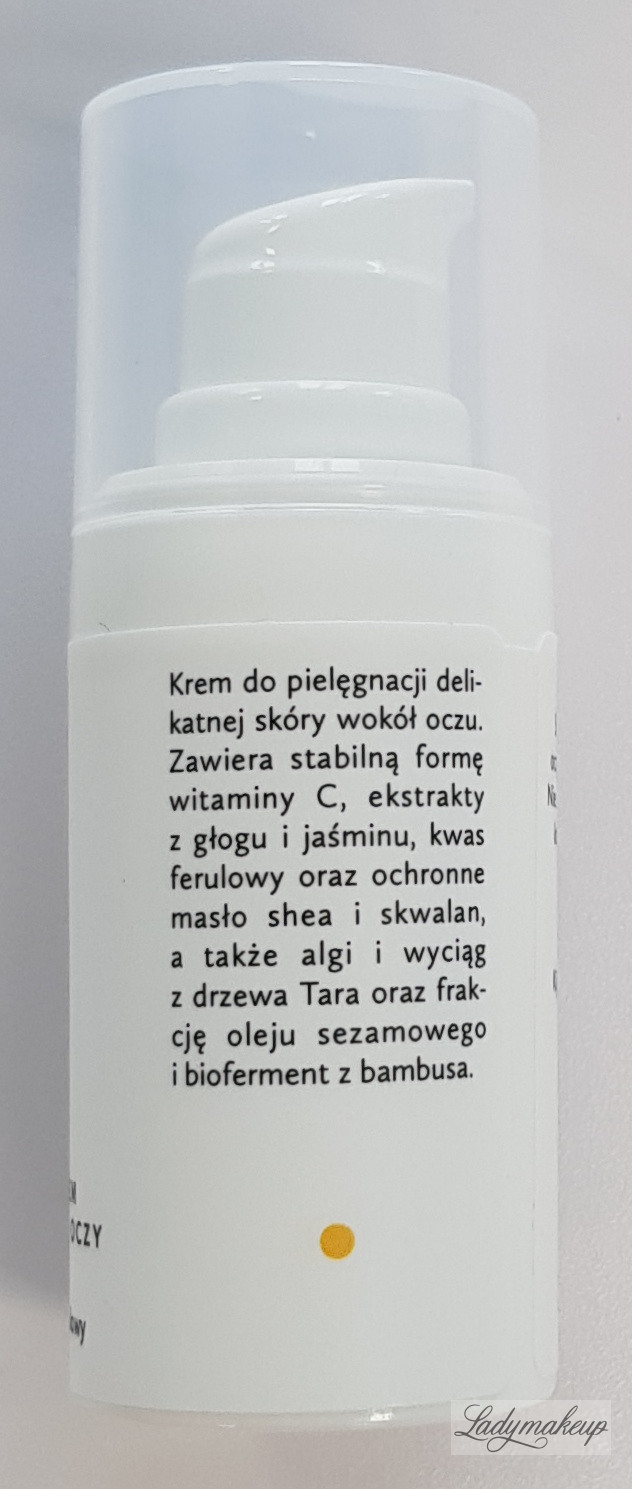 Krem do pielęgnacji deli-
katnej skóry wokół oczu.
Zawiera stabilną formę
witaminy C, ekstrakty
z głogu i jaśminu, kwas
ferulowy oraz ochronne
masło shea i skwalan,
a także algi i wyciąg
z drzewa Tara oraz frak-
cję oleju sezamowego
i bioferment z bambusa.
OCZY
Ladymakeup